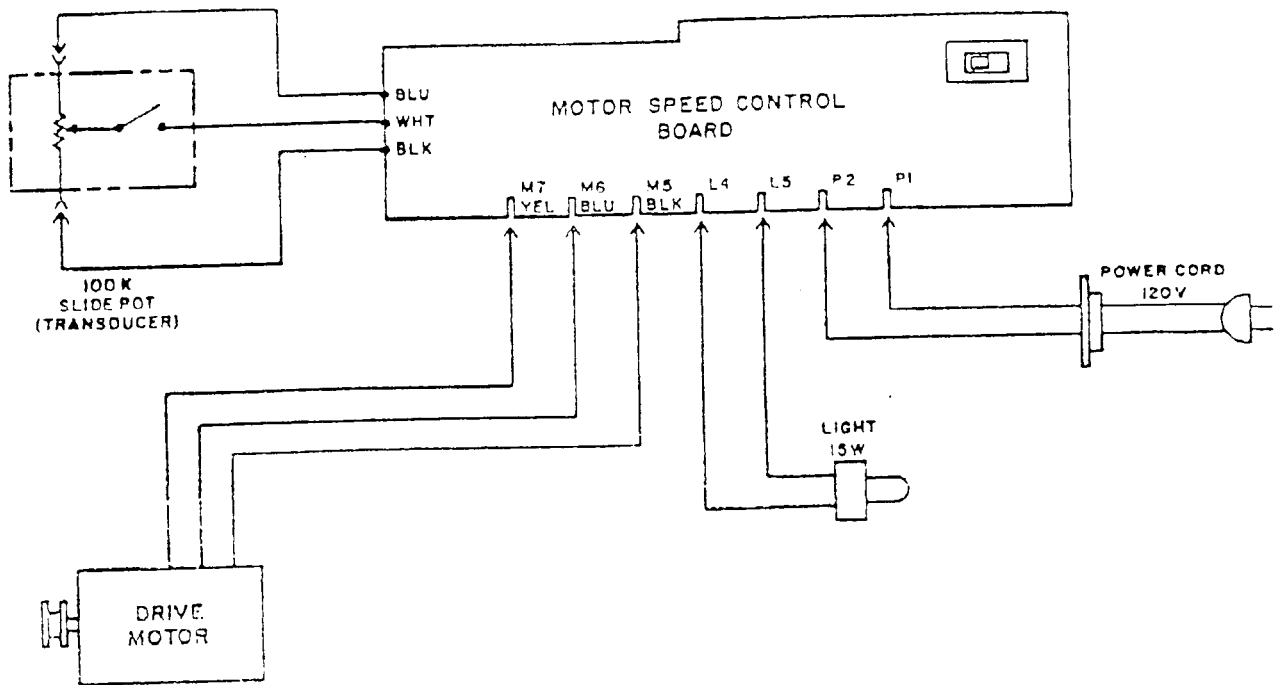 BLU
WHT
BLK
MOTOR SPEED CONTROL
BOARD
M7
YEL
M6
BLU
M5
BLK
L4
L3
P2
P1
100K
SLIDE POT
(TRANSDUCER)
POWER CORD
120V
LIGHT
15W
DRIVE
MOTOR